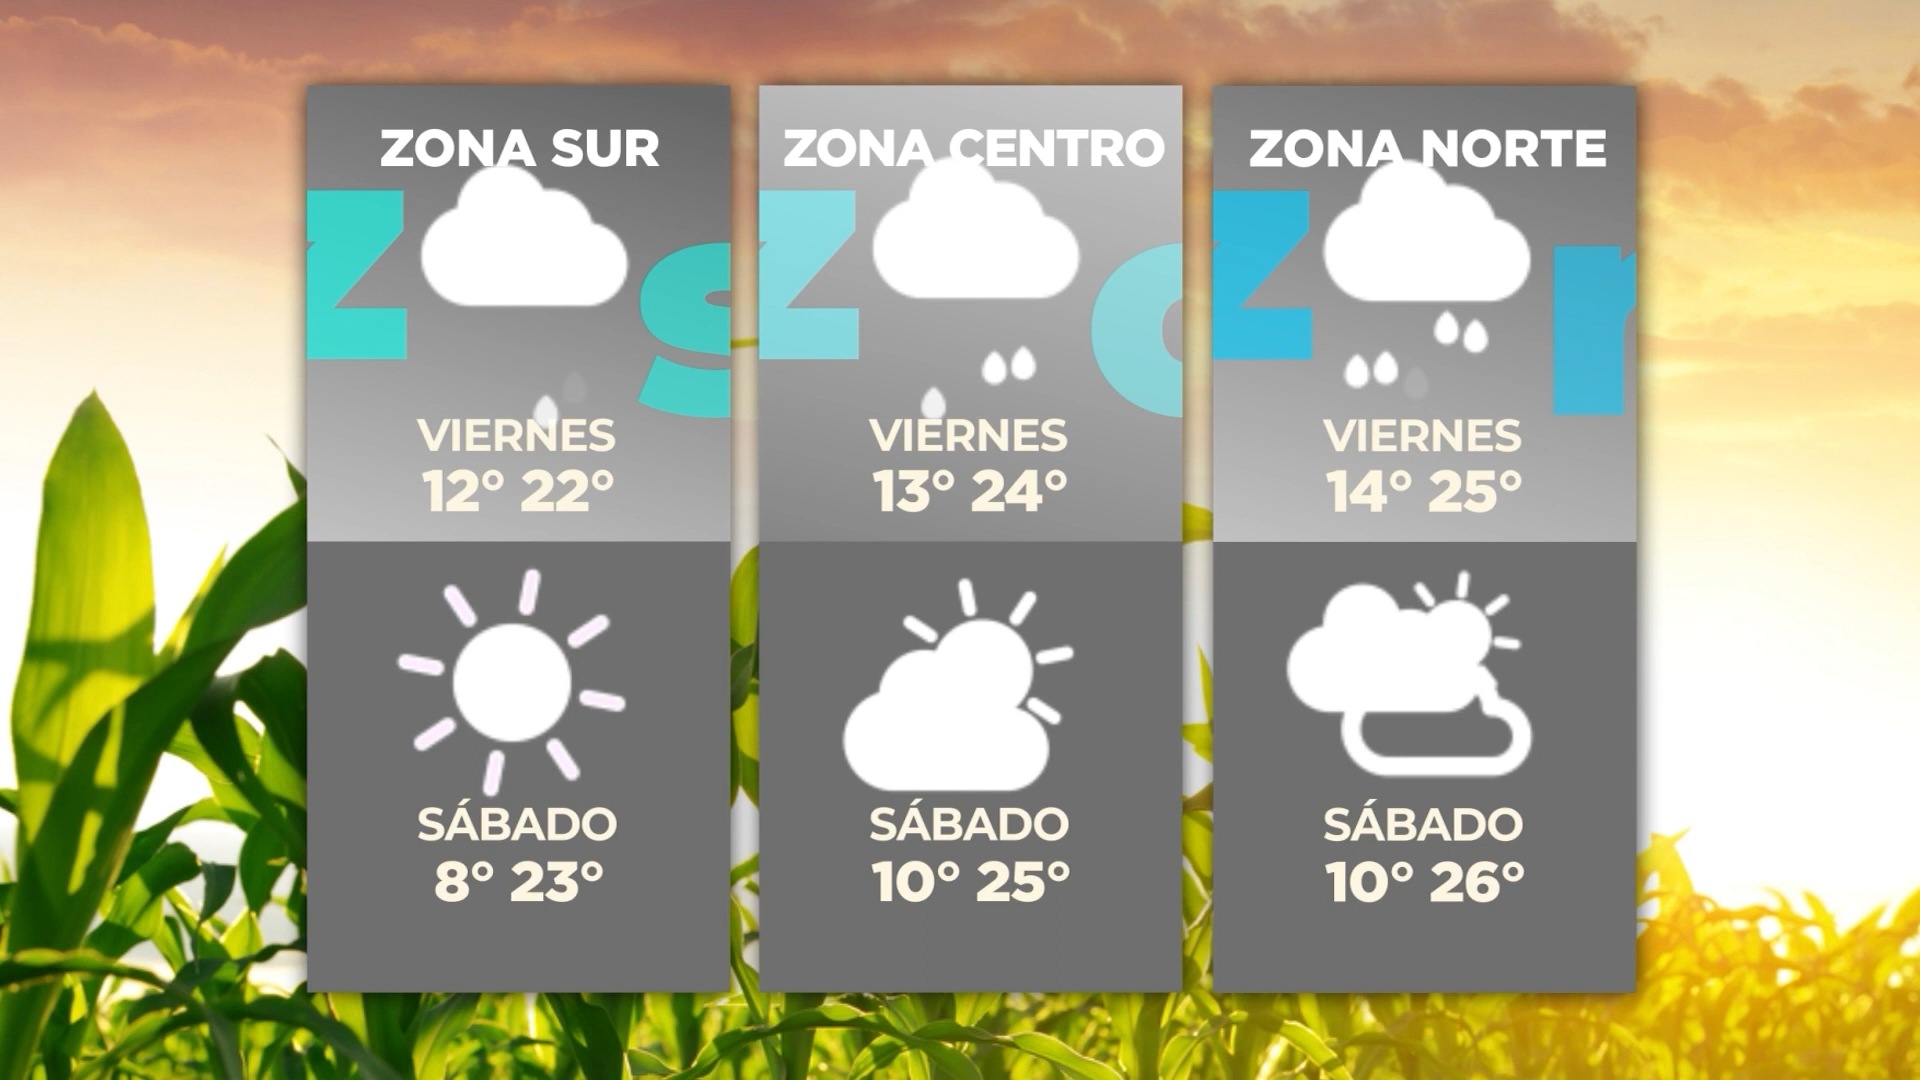 ZONA SUR
z s
VIERNES
12° 22°
SÁBADO
8° 23°
ZONA CENTRO
z c
VIERNES
13° 24°
SÁBADO
10° 25°
ZONA NORTE
z n
VIERNES
14° 25°
SÁBADO
10° 26°